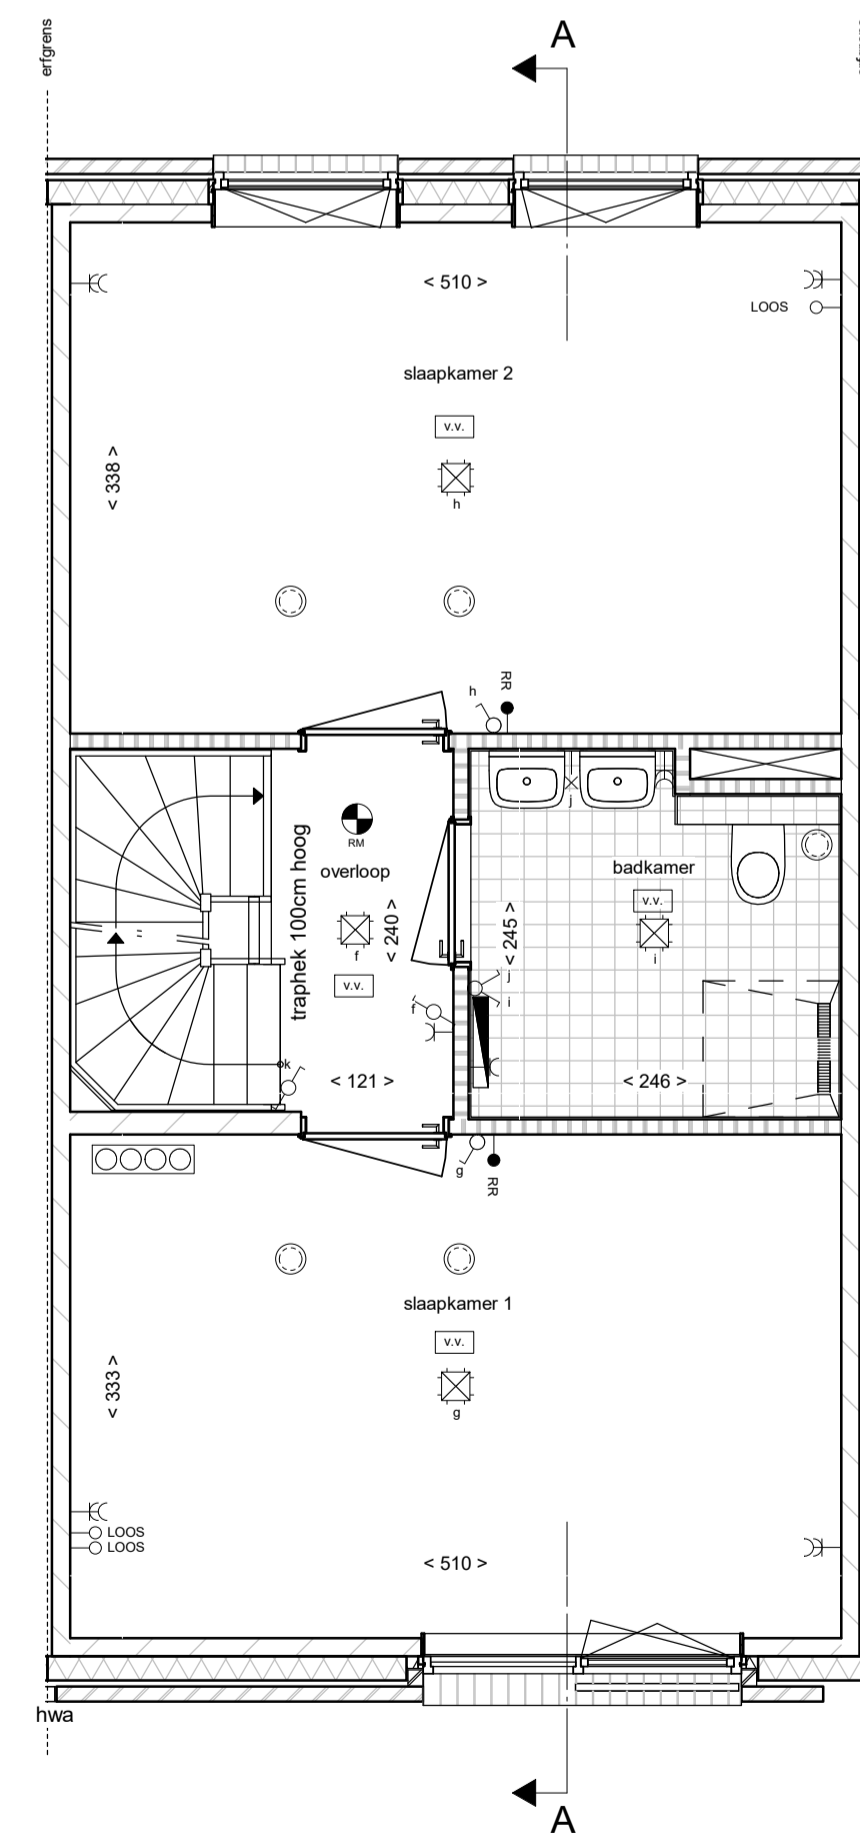 erfgrens
A
< 510 >
LOOS
slaapkamer 2
v.v.
< 338 >
h
h
RR
j
RM
overloop
badkamer
traphek 100cm hoog
v.v.
< 240 >
< 245 >
f
i
v.v.
j
i
f
k
< 121 >
< 246 >
g
RR
slaapkamer 1
v.v.
< 333 >
g
LOOS
LOOS
< 510 >
hwa
A